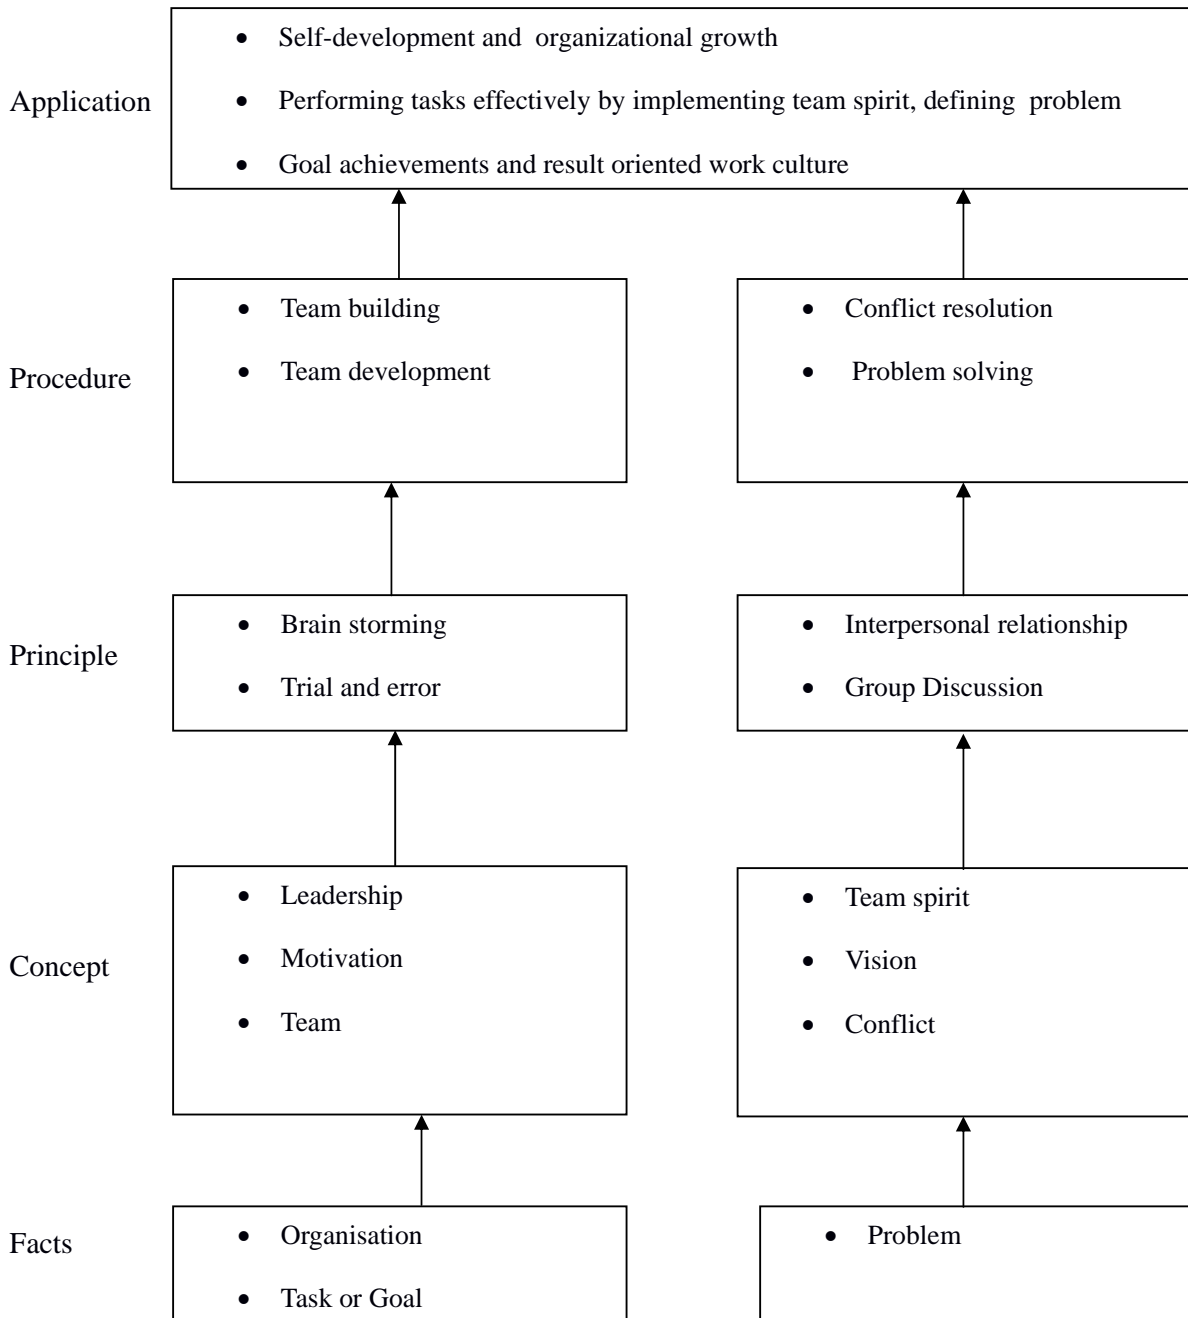 • Self-development and organizational growth
Application
• Performing tasks effectively by implementing team spirit, defining problem
• Goal achievements and result oriented work culture
Procedure
• Team building
• Team development
• Conflict resolution
• Problem solving
Principle
• Brain storming
• Trial and error
• Interpersonal relationship
• Group Discussion
Concept
• Leadership
• Motivation
• Team
• Team spirit
• Vision
• Conflict
Facts
• Organisation
• Task or Goal
• Problem